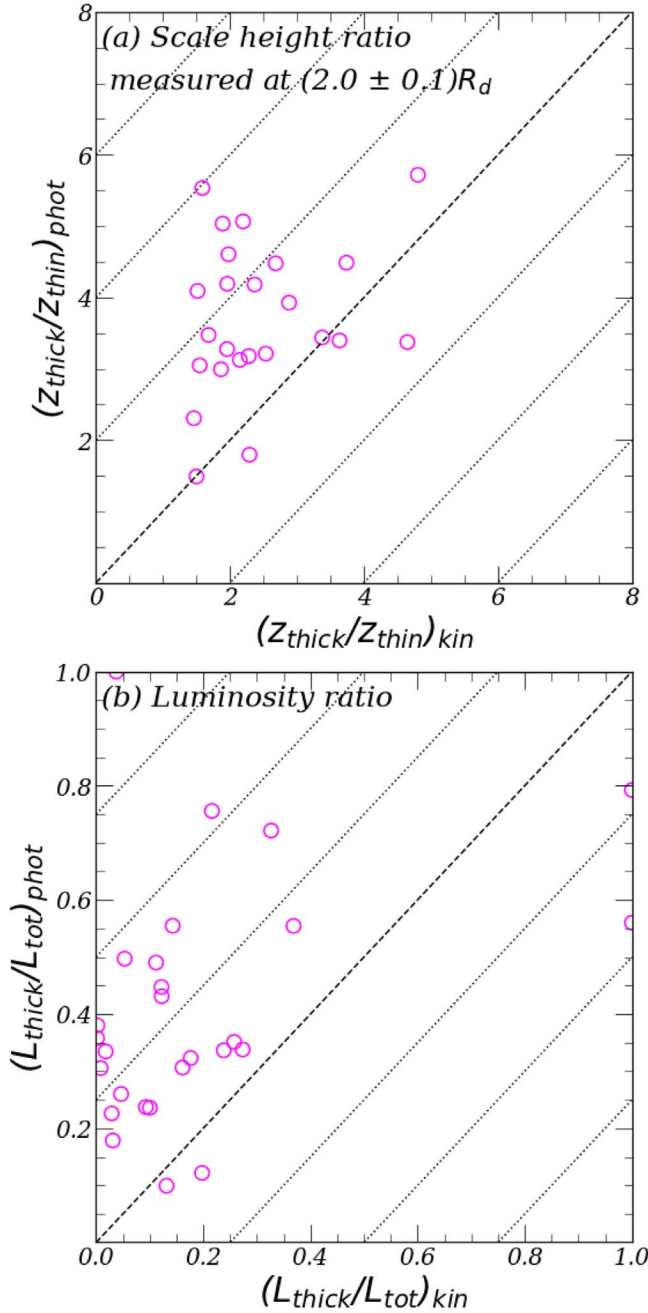 8
(a) Scale height ratio
measured at (2.0 ± 0.1)R_d
6
4
2
(z_thick/z_thin)_phot
0 2 4 6 8
(z_thick/z_thin)_kin
1.0
(b) Luminosity ratio
0.8
0.6
0.4
0.2
(L_thick/L_tot)_phot
0.0 0.2 0.4 0.6 0.8 1.0
(L_thick/L_tot)_kin